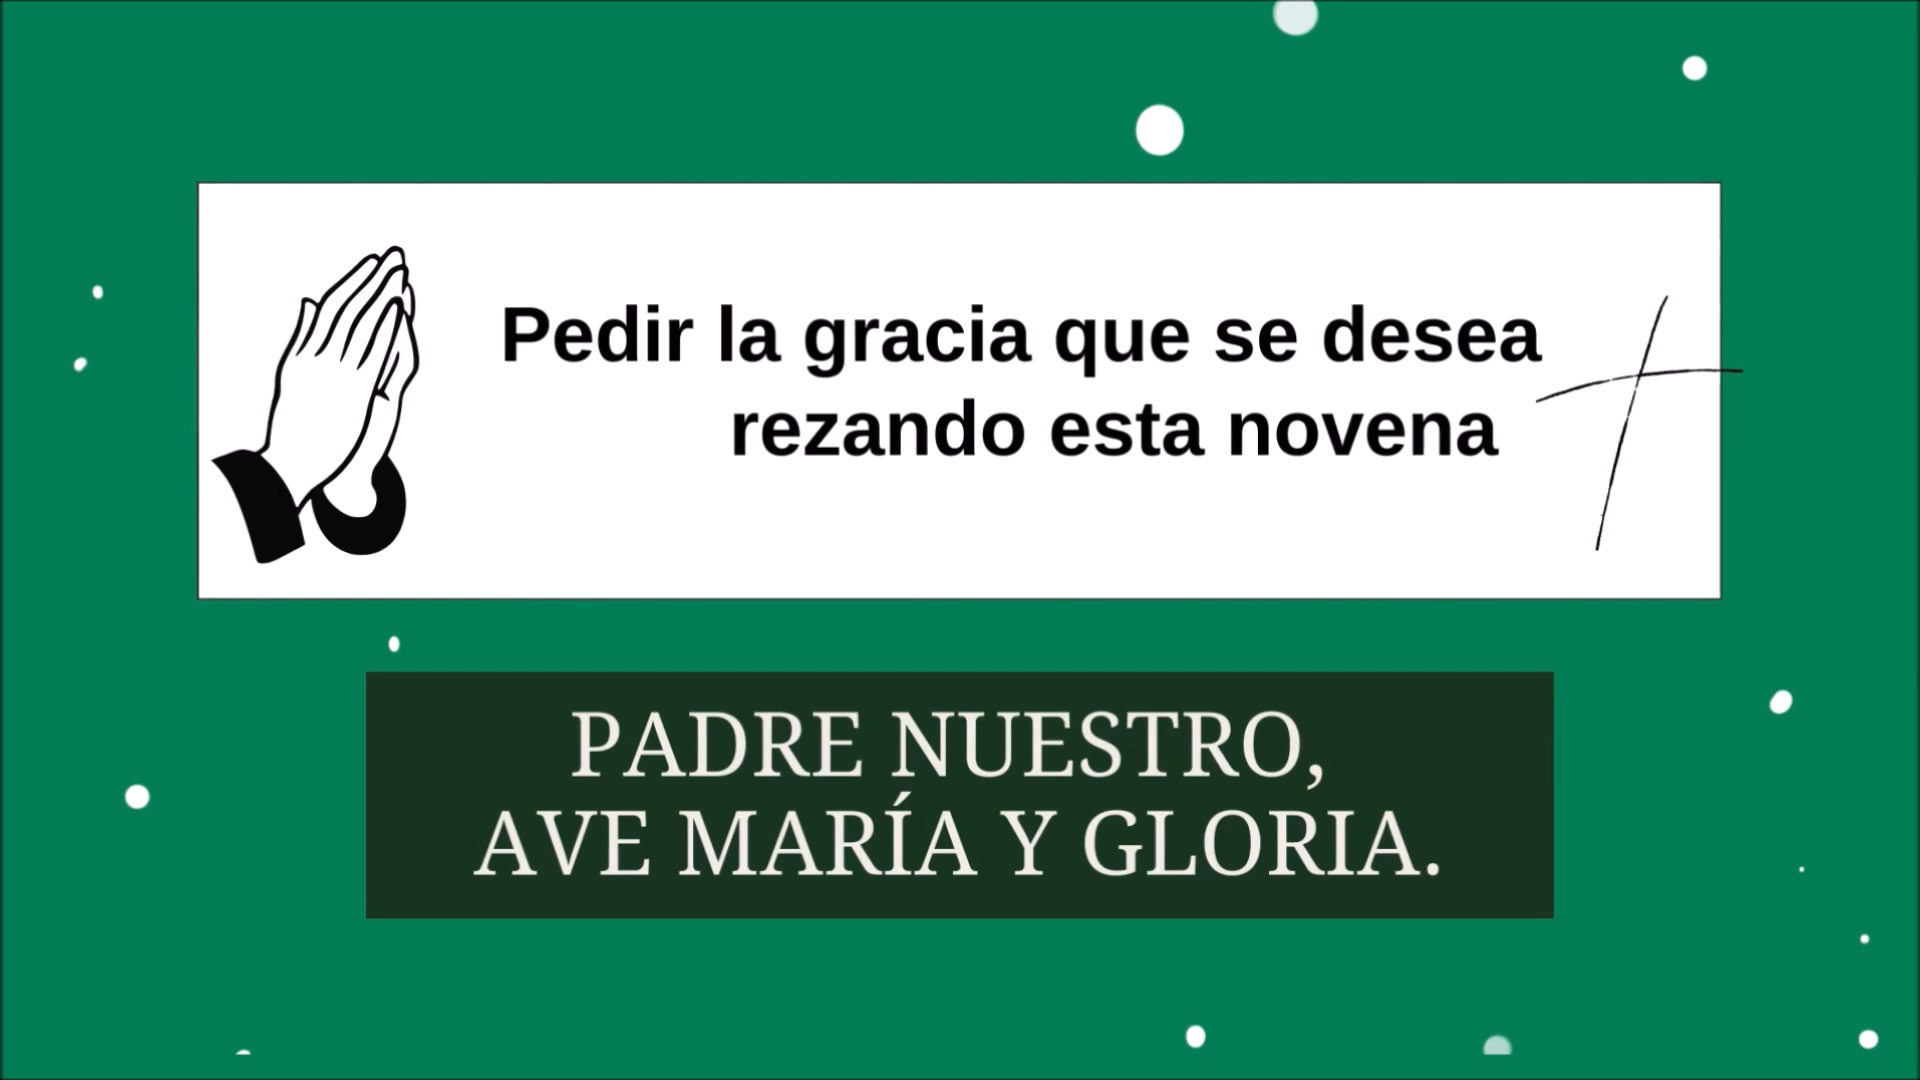 Pedir la gracia que se desea
rezando esta novena
PADRE NUESTRO,
AVE MARÍA Y GLORIA.